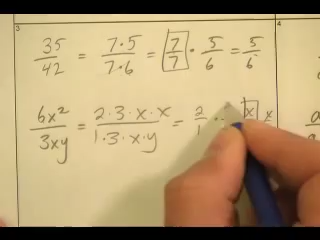 3
4
35/42 = 7·5/7·6 = 7/7 · 5/6 = 5/6
6x²/3xy = 2·3·x·x/1·3·x·y = 2/1 · x x